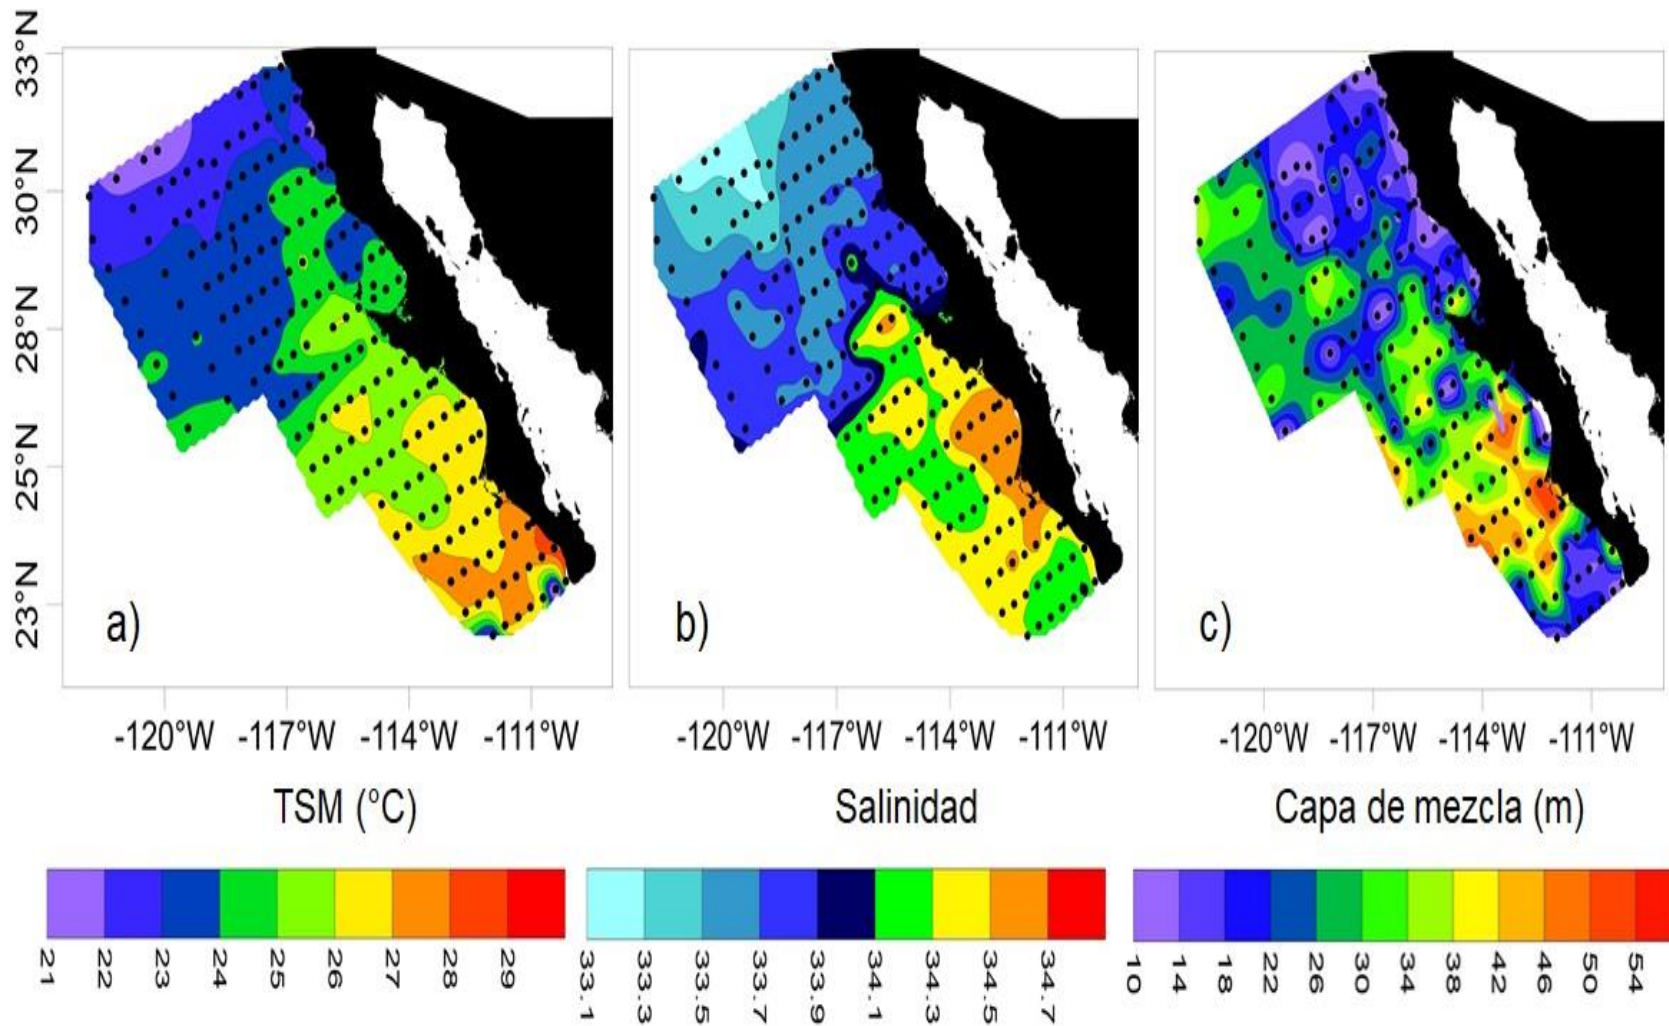 33°N
30°N
28°N
25°N
23°N
a)
b)
c)
-120°W -117°W -114°W -111°W
-120°W -117°W -114°W -111°W
-120°W -117°W -114°W -111°W
TSM (°C)
Salinidad
Capa de mezcla (m)
21 22 23 24 25 26 27 28 29
33.1 33.3 33.5 33.7 33.9 34.1 34.3 34.5 34.7
10 14 18 22 26 30 34 38 42 46 50 54